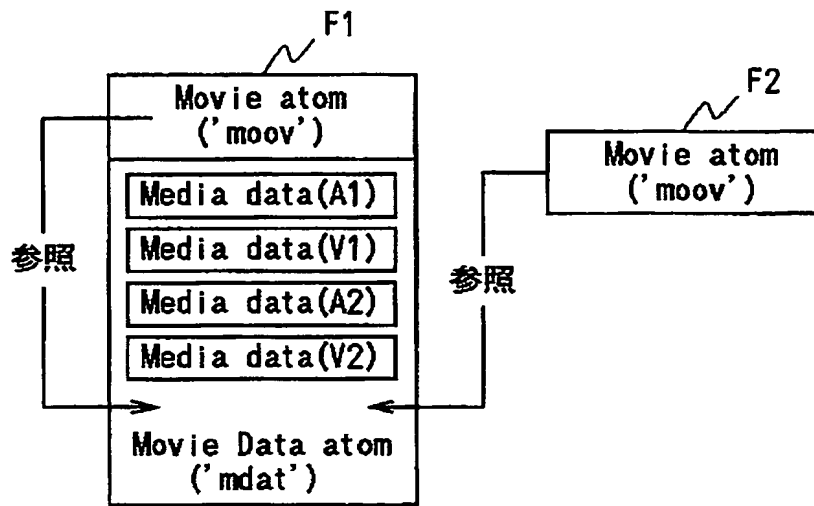 F1
Movie atom
('moov')
Media data(A1)
Media data(V1)
Media data(A2)
Media data(V2)
参照
Movie Data atom
('mdat')
F2
Movie atom
('moov')
参照